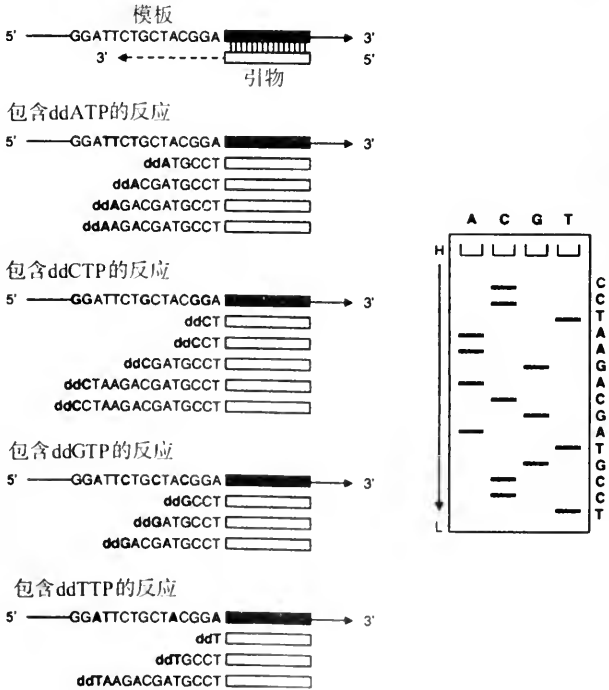 模板
5' GGATTCTGCTACGGA 3'
3' 5'
引物
包含ddATP的反应
5' GGATTCTGCTACGGA 3'
ddATGCCT
ddACGATGCCT
ddAGACGATGCCT
ddAAGACGATGCCT
包含ddCTP的反应
5' GGATTCTGCTACGGA 3'
ddCT
ddCCT
ddCGATGCCT
ddCTAAGACGATGCCT
ddCCTAAGACGATGCCT
包含ddGTP的反应
5' GGATTCTGCTACGGA 3'
ddGCCT
ddGATGCCT
ddGACGATGCCT
包含ddTTP的反应
5' GGATTCTGCTACGGA 3'
ddT
ddTGCCT
ddTAAGACGATGCCT
A C G T
H
C
C
T
A
A
G
A
C
G
A
T
G
C
C
T
L